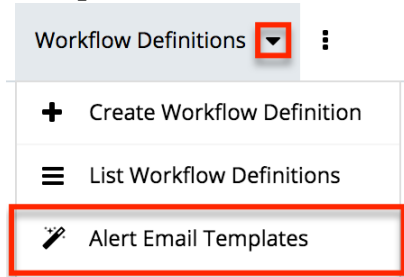 Workflow Definitions
Create Workflow Definition
List Workflow Definitions
Alert Email Templates